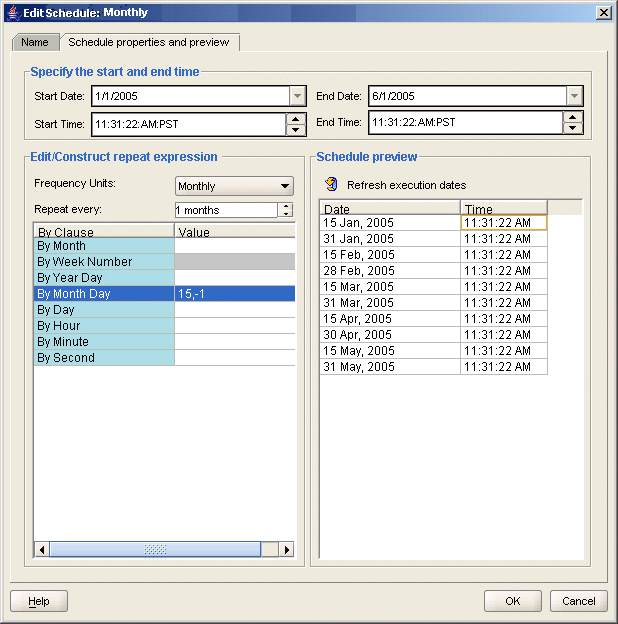 Edit Schedule: Monthly
Name
Schedule properties and preview
Specify the start and end time
Start Date: 1/1/2005 End Date: 6/1/2005
Start Time: 11:31:22:AM:PST End Time: 11:31:22:AM:PST
Edit/Construct repeat expression
Frequency Units: Monthly
Repeat every: 1 months
By Clause Value
By Month
By Week Number
By Year Day
By Month Day 15,-1
By Day
By Hour
By Minute
By Second
Schedule preview
Refresh execution dates
Date Time
15 Jan, 2005 11:31:22 AM
31 Jan, 2005 11:31:22 AM
15 Feb, 2005 11:31:22 AM
28 Feb, 2005 11:31:22 AM
15 Mar, 2005 11:31:22 AM
31 Mar, 2005 11:31:22 AM
15 Apr, 2005 11:31:22 AM
30 Apr, 2005 11:31:22 AM
15 May, 2005 11:31:22 AM
31 May, 2005 11:31:22 AM
Help OK Cancel